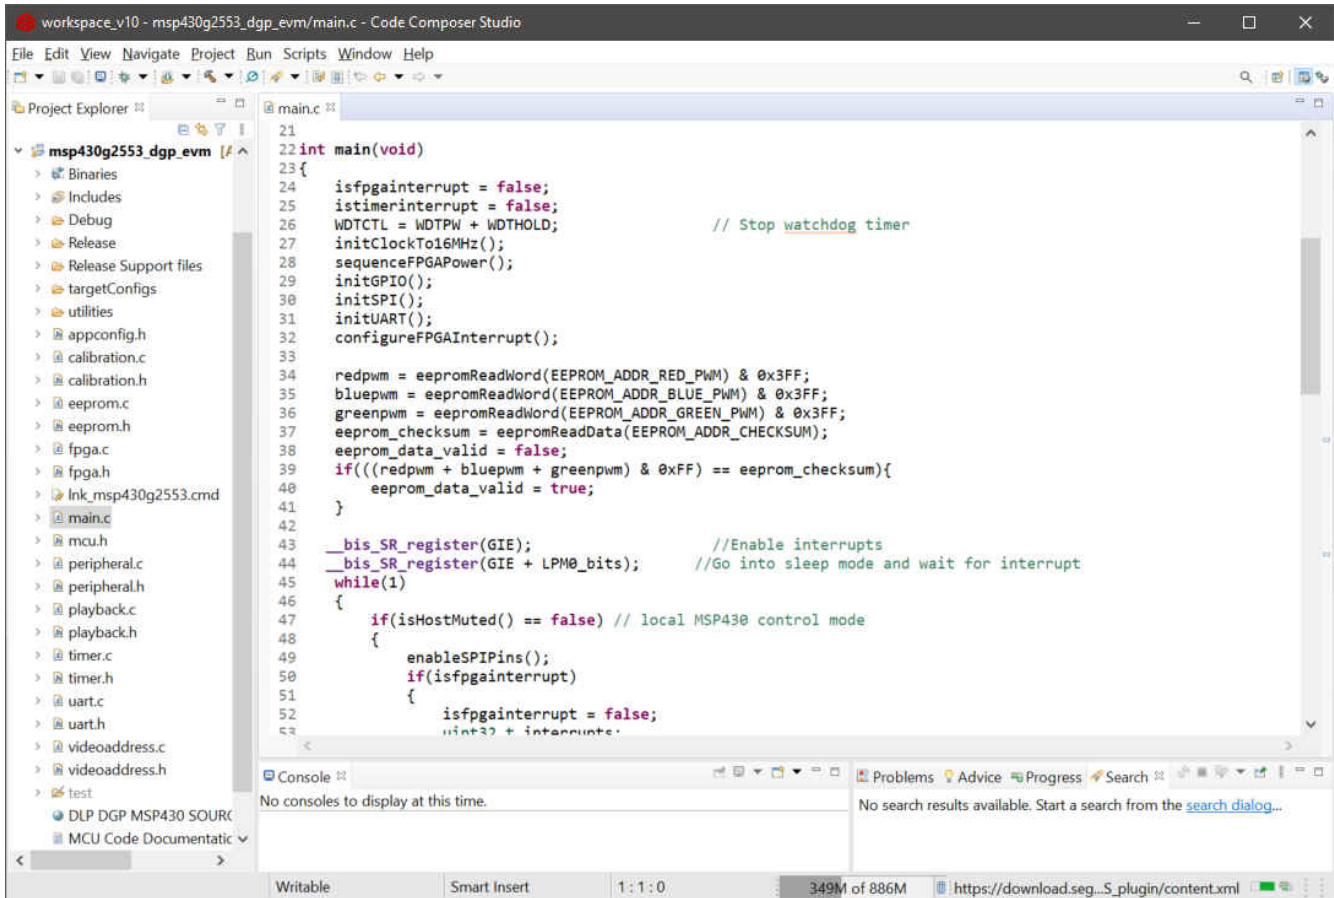 workspace_v10 - msp430g2553_dgp_evm/main.c - Code Composer Studio
File Edit View Navigate Project Run Scripts Window Help
Project Explorer
msp430g2553_dgp_evm [A
Binaries
Includes
Debug
Release
Release Support files
targetConfigs
utilities
appconfig.h
calibration.c
calibration.h
eeprom.c
eeprom.h
fpga.c
fpga.h
lnk_msp430g2553.cmd
main.c
mcu.h
peripheral.c
peripheral.h
playback.c
playback.h
timer.c
timer.h
uart.c
uart.h
videoaddress.c
videoaddress.h
test
DLP DGP MSP430 SOURC
MCU Code Documentatic
main.c
21
22 int main(void)
23 {
24     isfpgainterrupt = false;
25     istimerinterrupt = false;
26     WDTCTL = WDTPW + WDTHOLD;                 // Stop watchdog timer
27     initClockTo16MHz();
28     sequenceFPGAPower();
29     initGPIO();
30     initSPI();
31     initUART();
32     configureFPGAInterrupt();
33
34     redpwm = eepromReadWord(EEPROM_ADDR_RED_PWM) & 0x3FF;
35     bluepwm = eepromReadWord(EEPROM_ADDR_BLUE_PWM) & 0x3FF;
36     greenpwm = eepromReadWord(EEPROM_ADDR_GREEN_PWM) & 0x3FF;
37     eeprom_checksum = eepromReadData(EEPROM_ADDR_CHECKSUM);
38     eeprom_data_valid = false;
39     if(((redpwm + bluepwm + greenpwm) & 0xFF) == eeprom_checksum){
40         eeprom_data_valid = true;
41     }
42
43    __bis_SR_register(GIE);                    //Enable interrupts
44    __bis_SR_register(GIE + LPM0_bits);      //Go into sleep mode and wait for interrupt
45     while(1)
46     {
47         if(isHostMuted() == false) // local MSP430 control mode
48         {
49             enableSPIPins();
50             if(isfpgainterrupt)
51             {
52                 isfpgainterrupt = false;
53                 uint32_t interrupts;
Console
No consoles to display at this time.
Problems Advice Progress Search
No search results available. Start a search from the search dialog...
Writable Smart Insert 1 : 1 : 0 349M of 886M https://download.seg...S_plugin/content.xml